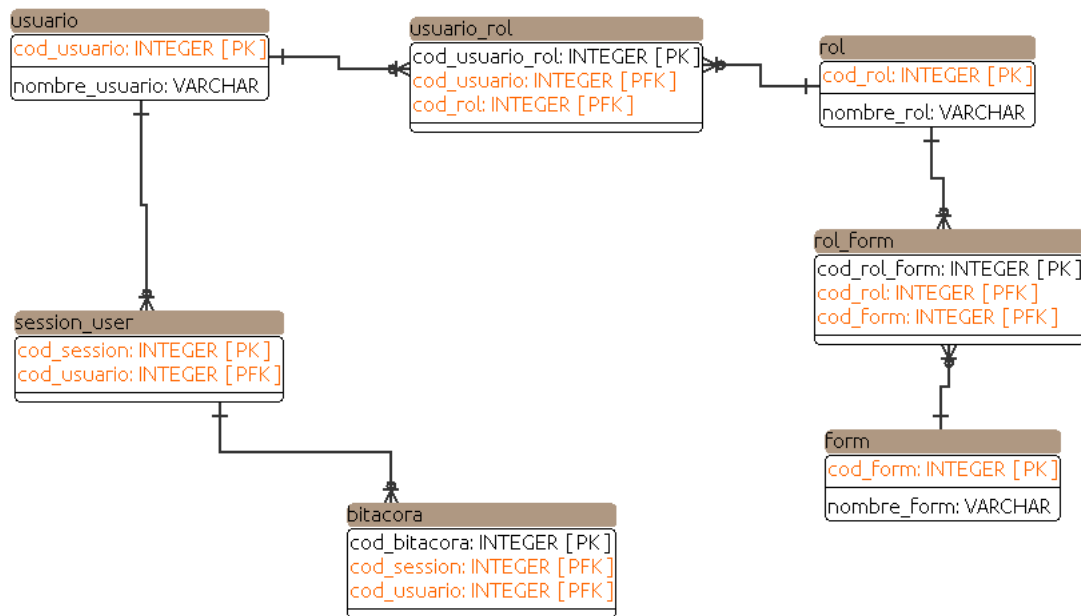 usuario
cod_usuario: INTEGER [PK]
nombre_usuario: VARCHAR
usuario_rol
cod_usuario_rol: INTEGER [PK]
cod_usuario: INTEGER [PFK]
cod_rol: INTEGER [PFK]
rol
cod_rol: INTEGER [PK]
nombre_rol: VARCHAR
rol_form
cod_rol_form: INTEGER [PK]
cod_rol: INTEGER [PFK]
cod_form: INTEGER [PFK]
session_user
cod_session: INTEGER [PK]
cod_usuario: INTEGER [PFK]
form
cod_form: INTEGER [PK]
nombre_form: VARCHAR
bitacora
cod_bitacora: INTEGER [PK]
cod_session: INTEGER [PFK]
cod_usuario: INTEGER [PFK]